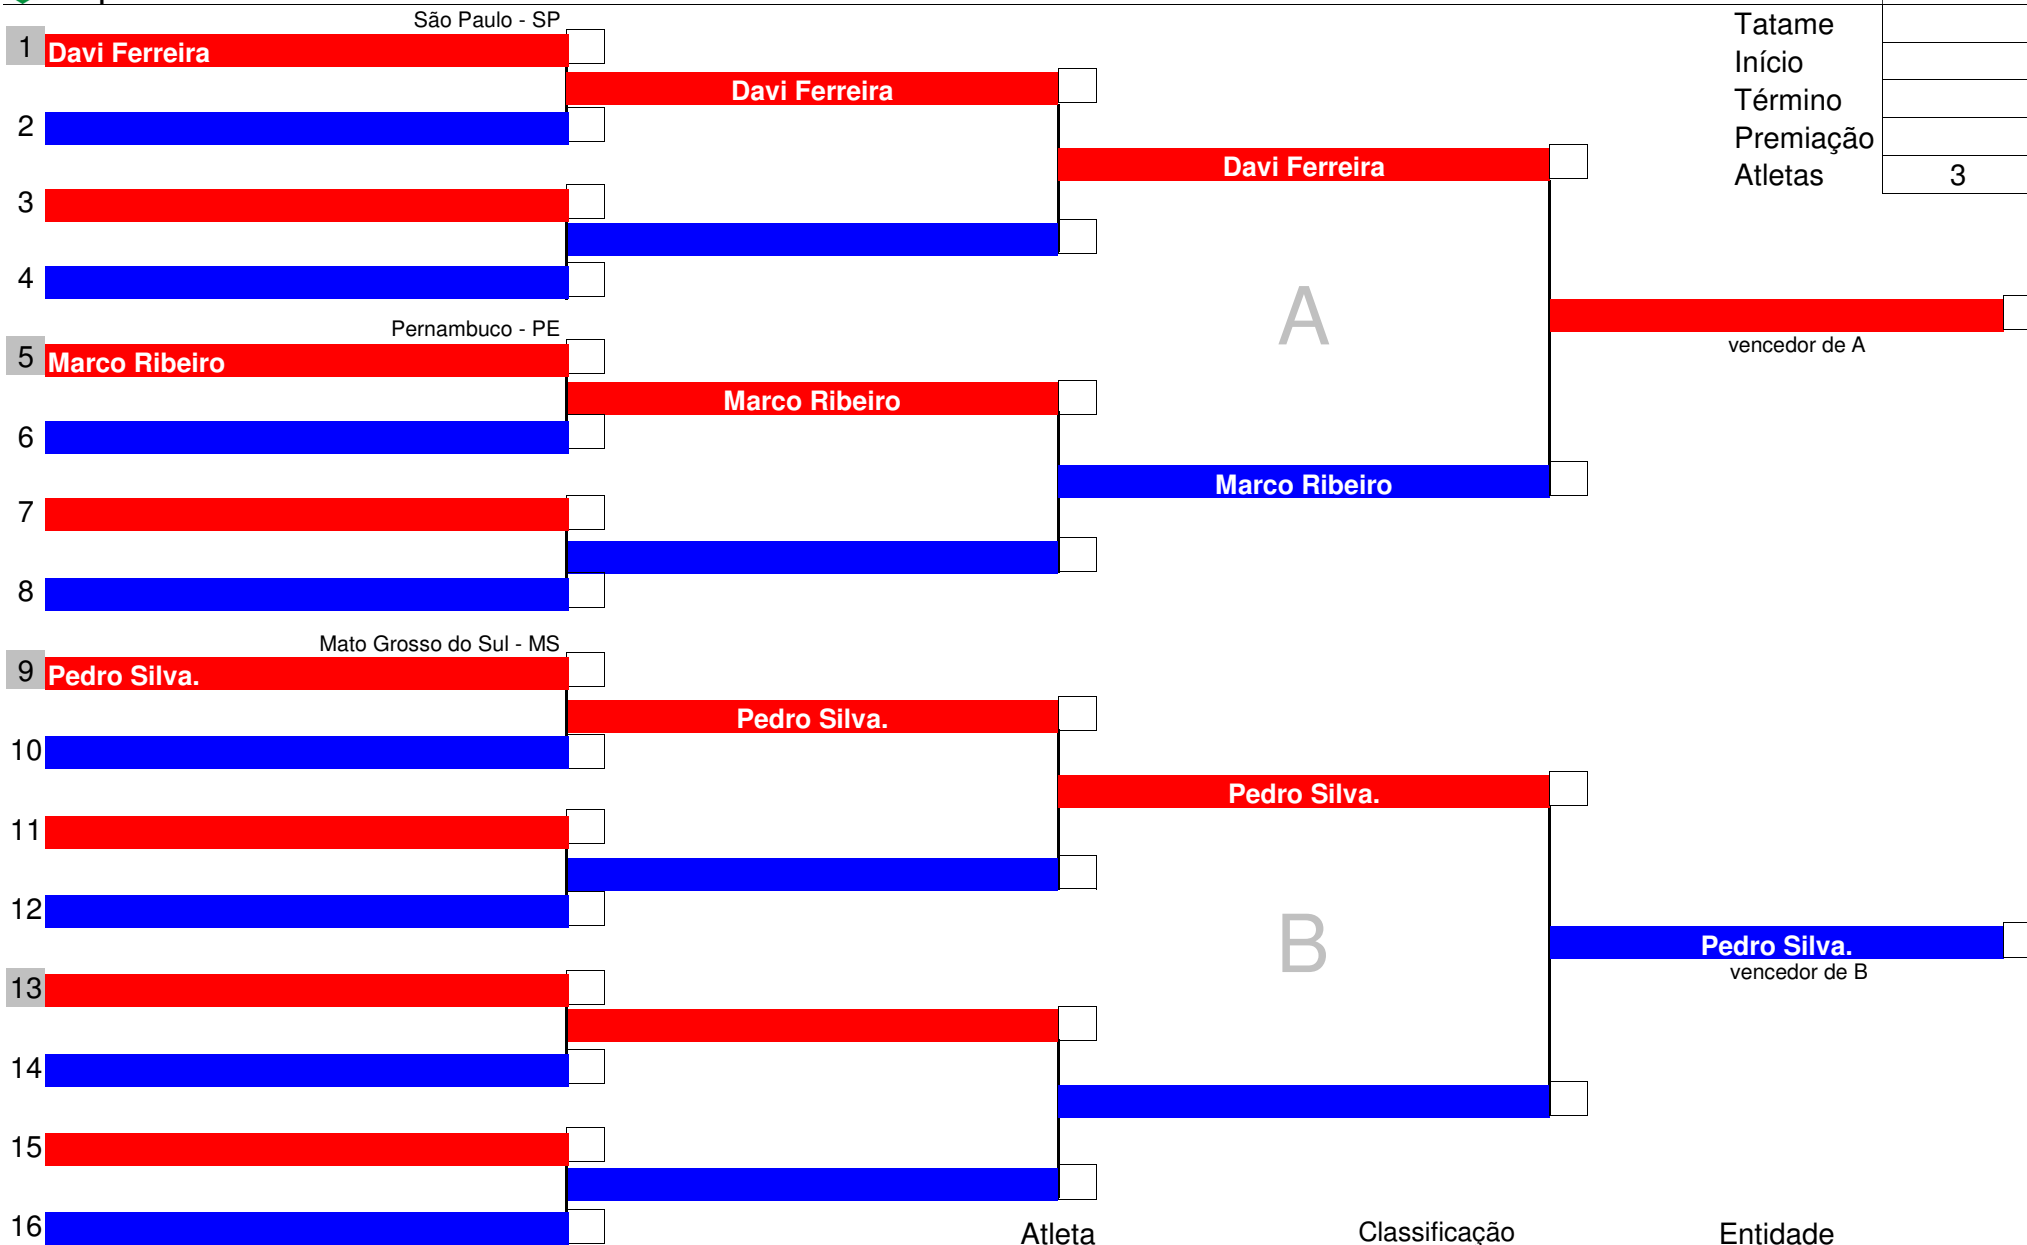 São Paulo - SP
Tatame
1 Davi Ferreira
Início
Davi Ferreira
Término
2
Premiação
Davi Ferreira
Atletas 3
3
4
A
Pernambuco - PE
vencedor de A
5 Marco Ribeiro
Marco Ribeiro
6
Marco Ribeiro
7
8
Mato Grosso do Sul - MS
9 Pedro Silva.
Pedro Silva.
10
Pedro Silva.
11
12
B
Pedro Silva.
vencedor de B
13
14
15
16
Atleta Classificação Entidade